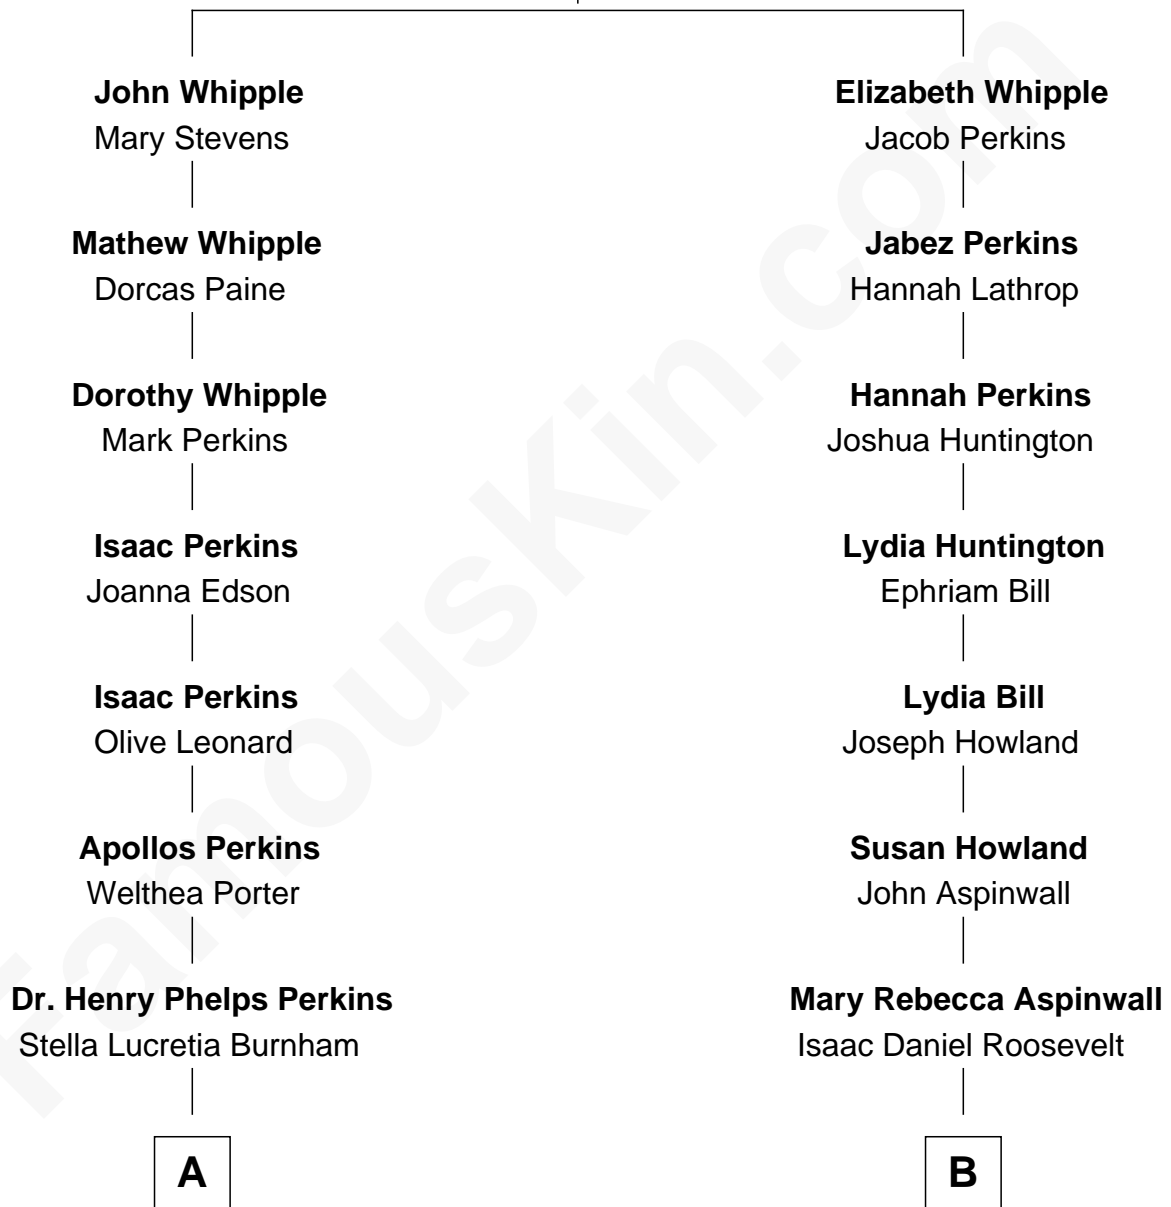 John Whipple
Mary Stevens
Mathew Whipple
Dorcas Paine
Dorothy Whipple
Mark Perkins
Isaac Perkins
Joanna Edson
Isaac Perkins
Olive Leonard
Apollos Perkins
Welthea Porter
Dr. Henry Phelps Perkins
Stella Lucretia Burnham
A
Elizabeth Whipple
Jacob Perkins
Jabez Perkins
Hannah Lathrop
Hannah Perkins
Joshua Huntington
Lydia Huntington
Ephriam Bill
Lydia Bill
Joseph Howland
Susan Howland
John Aspinwall
Mary Rebecca Aspinwall
Isaac Daniel Roosevelt
B
FamousKin.com